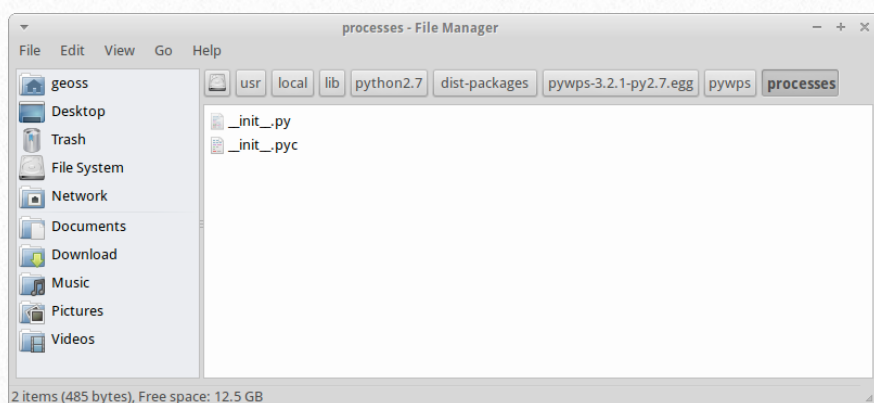 processes - File Manager
File Edit View Go Help
geoss
Desktop
Trash
File System
Network
Documents
Download
Music
Pictures
Videos
usr local lib python2.7 dist-packages pywps-3.2.1-py2.7.egg pywps processes
__init__.py
__init__.pyc
2 items (485 bytes), Free space: 12.5 GB